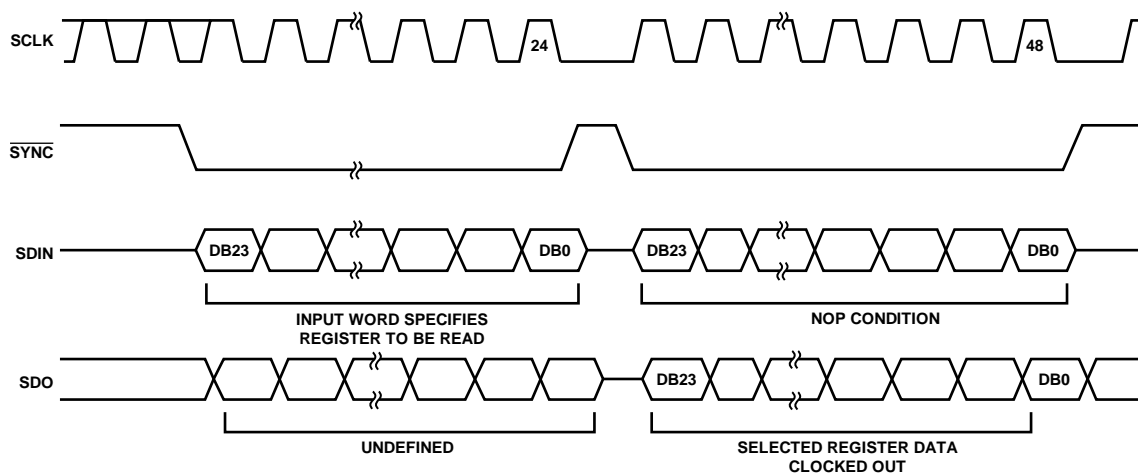 SCLK
24
48
SYNC
SDIN
DB23
DB0
DB23
DB0
INPUT WORD SPECIFIES
REGISTER TO BE READ
NOP CONDITION
SDO
DB23
DB0
UNDEFINED
SELECTED REGISTER DATA
CLOCKED OUT